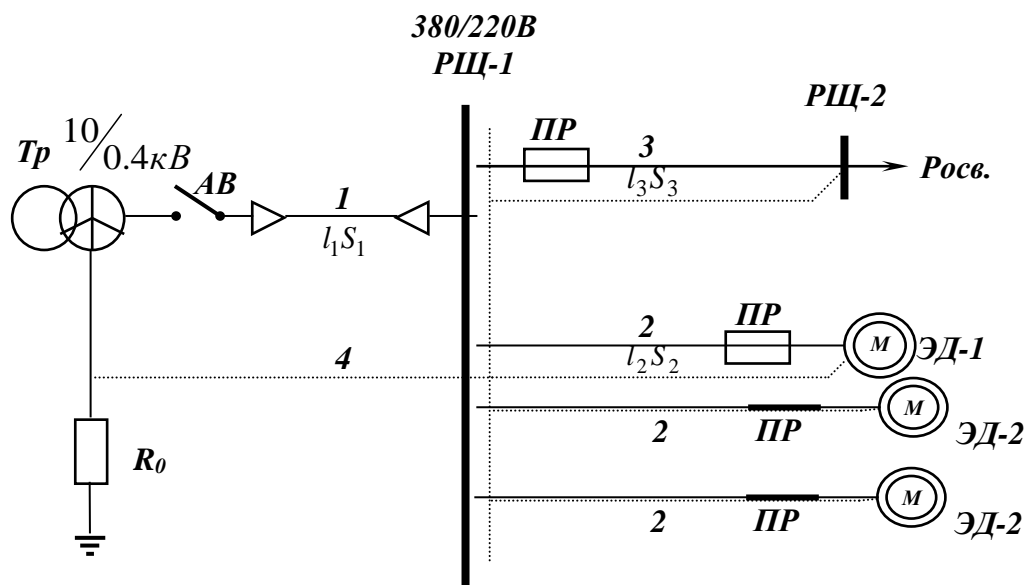 380/220В
РЩ-1
РЩ-2
Тр
10/0.4кВ
АВ
ПР
3
l₃S₃
Росв.
1
l₁S₁
2
l₂S₂
ПР
М
ЭД-1
4
2
ПР
М
ЭД-2
R₀
2
ПР
М
ЭД-2